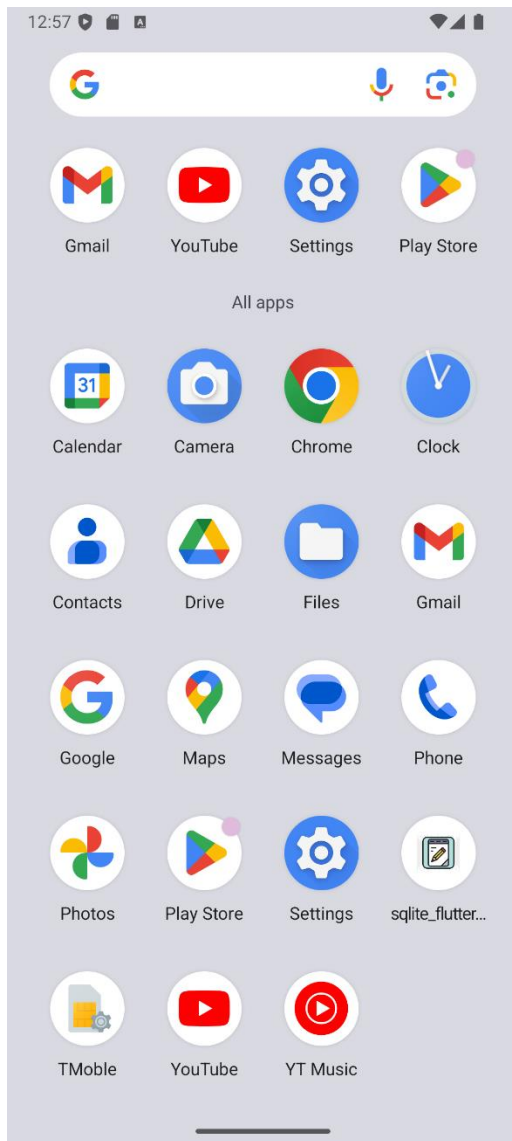 12:57
Gmail YouTube Settings Play Store
All apps
31
Calendar Camera Chrome Clock
Contacts Drive Files Gmail
Google Maps Messages Phone
Photos Play Store Settings sqlite_flutter...
TMoble YouTube YT Music